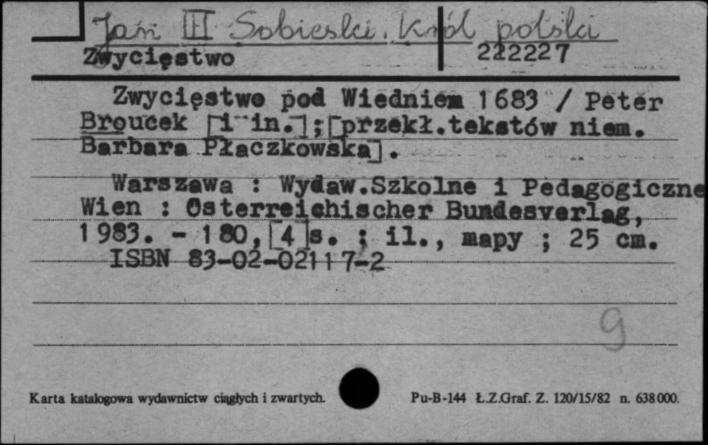 Jan III Sobieski. Król polski
Zwycięstwo 222227
Zwycięstwo pod Wiedniem 1683 / Peter
Broucek [i in.] ; [przekł.tekstów niem.
Barbara Płaczkowska].
Warszawa : Wydaw.Szkolne i Pedagogiczne
Wien : Österreichischer Bundesverlag,
1983. - 180, [4]s. ; il., mapy ; 25 cm.
ISBN 83-02-02117-2
9
Karta katalogowa wydawnictw ciągłych i zwartych. Pu-B-144 Ł.Z.Graf. Z. 120/15/82 n. 638 000.